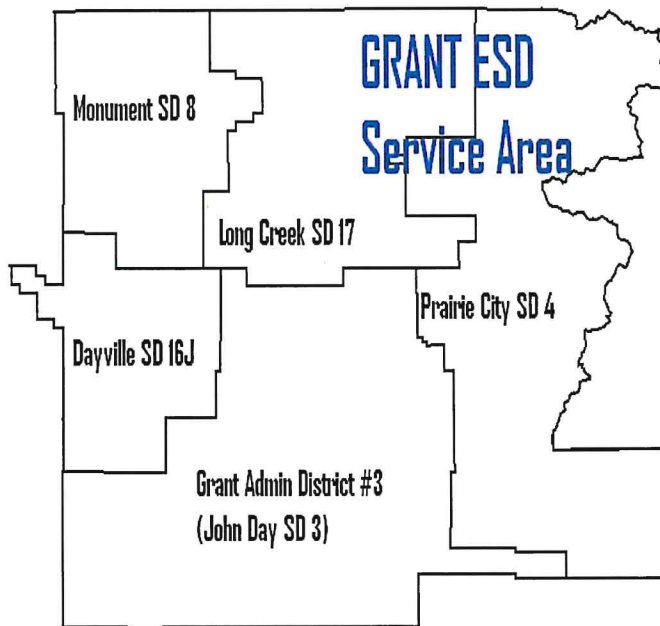 GRANT ESD
Service Area
Monument SD 8
Long Creek SD 17
Prairie City SD 4
Dayville SD 16J
Grant Admin District #3
(John Day SD 3)